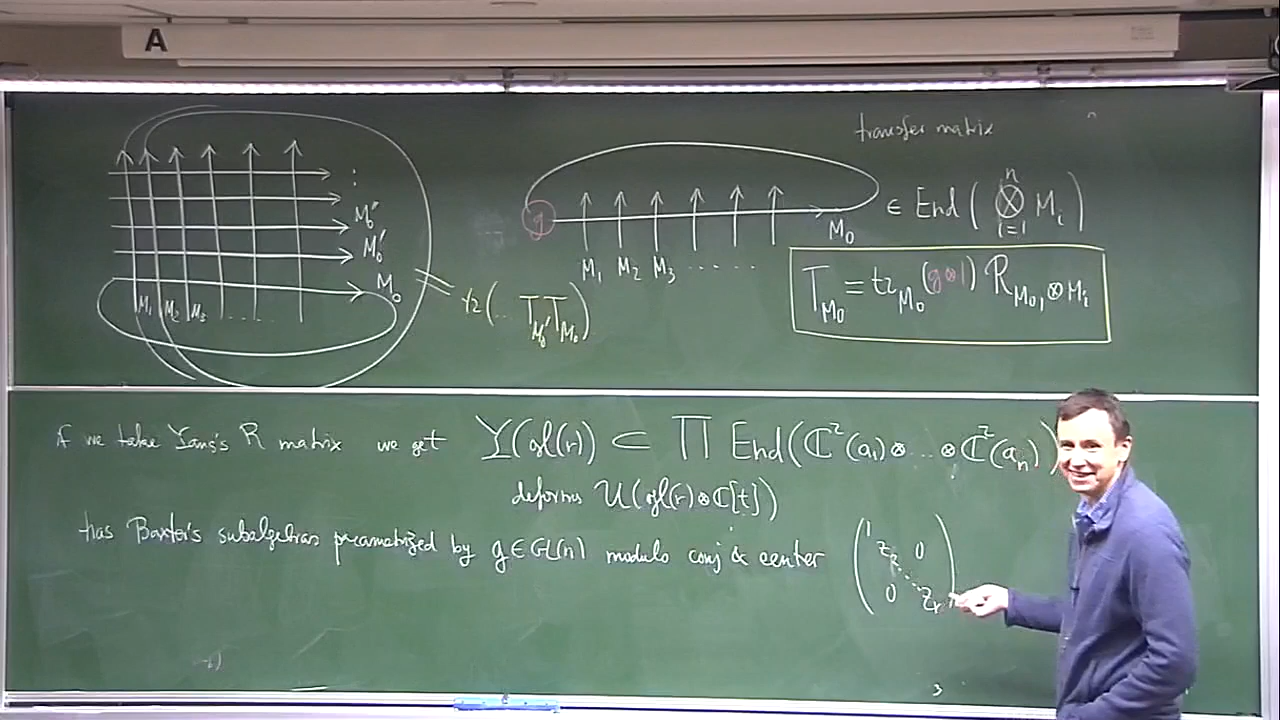 A
transfer matrix
∈ End ( ⊗ᵢ₌₁ⁿ Mᵢ )
g M₀
M₁ M₂ M₃ ......
T_{M₀} = tr_{M₀} (g⊗1) R_{M₀, ⊗Mᵢ}
⋮
M₀''
M₀'
M₀
M₁ M₂ M₃ ....
tr( .. T_{M₀'} T_{M₀} )
if we take Yang's R matrix we get Y(gl(r)) ⊂ ∏ End(ℂ²(a₁)⊗...⊗ℂ²(aₙ))
deforms U(gl(r)⊗ℂ[t])
has Baxter's subalgebras parametrized by g∈GL(n) modulo conj & center
1
z₂ 0
⋱
0 zᵣ
3